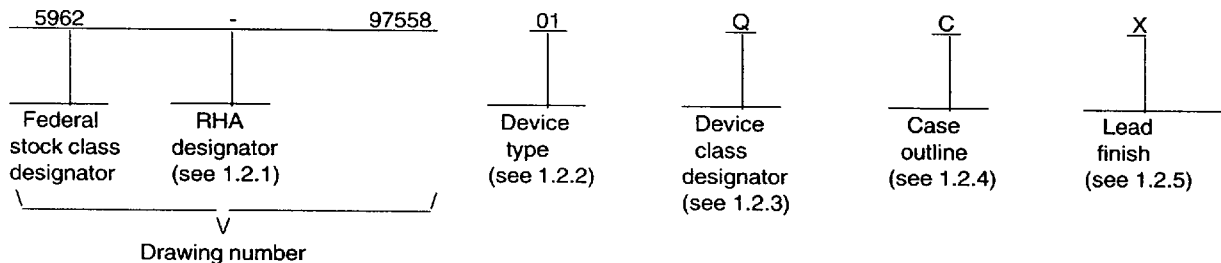 5962 - 97558 01 Q C X
Federal stock class designator
RHA designator (see 1.2.1)
Device type (see 1.2.2)
Device class designator (see 1.2.3)
Case outline (see 1.2.4)
Lead finish (see 1.2.5)
Drawing number